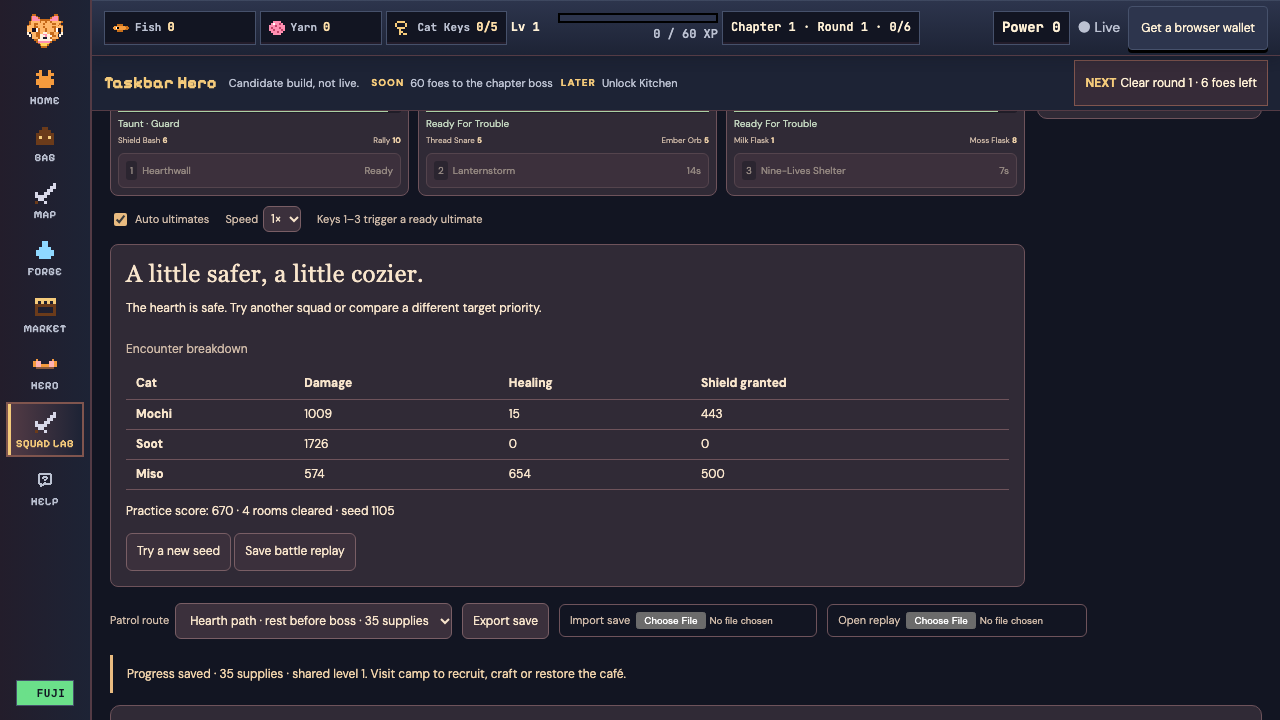 Fish 0
Yarn 0
Cat Keys 0/5
Lv 1
0 / 60 XP
Chapter 1 · Round 1 · 0/6
Power 0
Live
Get a browser wallet
Taskbar Hero
Candidate build, not live.
SOON 60 foes to the chapter boss
LATER Unlock Kitchen
NEXT Clear round 1 · 6 foes left
HOME
BAG
MAP
FORGE
MARKET
HERO
SQUAD LAB
HELP
FUJI
Taunt · Guard
Shield Bash 6 Rally 10
1 Hearthwall Ready
Ready For Trouble
Thread Snare 5 Ember Orb 5
2 Lanternstorm 14s
Ready For Trouble
Milk Flask 1 Moss Flask 8
3 Nine-Lives Shelter 7s
Auto ultimates Speed 1× Keys 1–3 trigger a ready ultimate
A little safer, a little cozier.
The hearth is safe. Try another squad or compare a different target priority.
Encounter breakdown
Cat Damage Healing Shield granted
Mochi 1009 15 443
Soot 1726 0 0
Miso 574 654 500
Practice score: 670 · 4 rooms cleared · seed 1105
Try a new seed Save battle replay
Patrol route Hearth path · rest before boss · 35 supplies Export save Import save Choose File No file chosen Open replay Choose File No file chosen
Progress saved · 35 supplies · shared level 1. Visit camp to recruit, craft or restore the café.